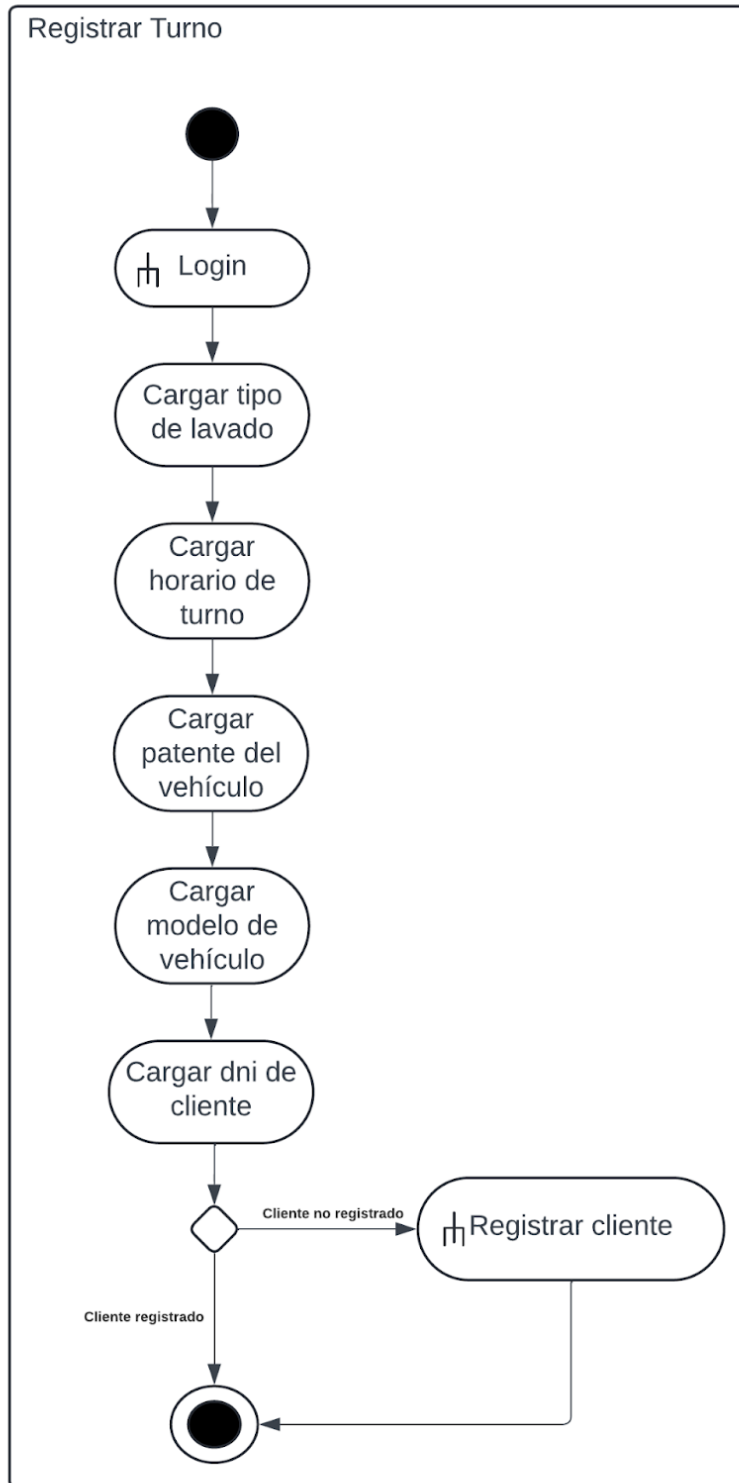 Registrar Turno
Login
Cargar tipo
de lavado
Cargar
horario de
turno
Cargar
patente del
vehículo
Cargar
modelo de
vehículo
Cargar dni de
cliente
Cliente no registrado
Registrar cliente
Cliente registrado